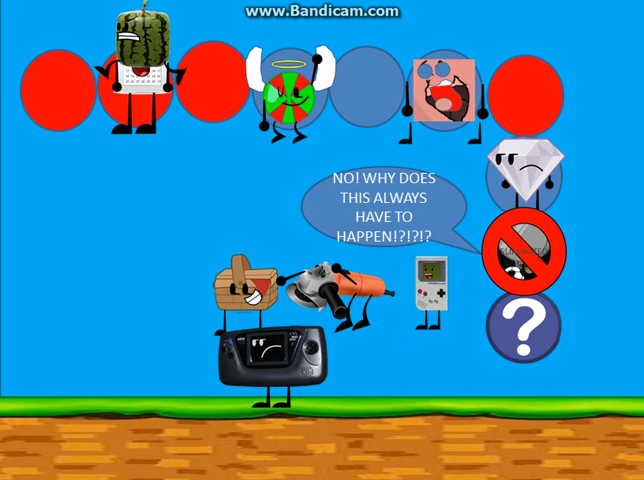 www.Bandicam.com
NO! WHY DOES
THIS ALWAYS
HAVE TO
HAPPEN!?!?!?
?